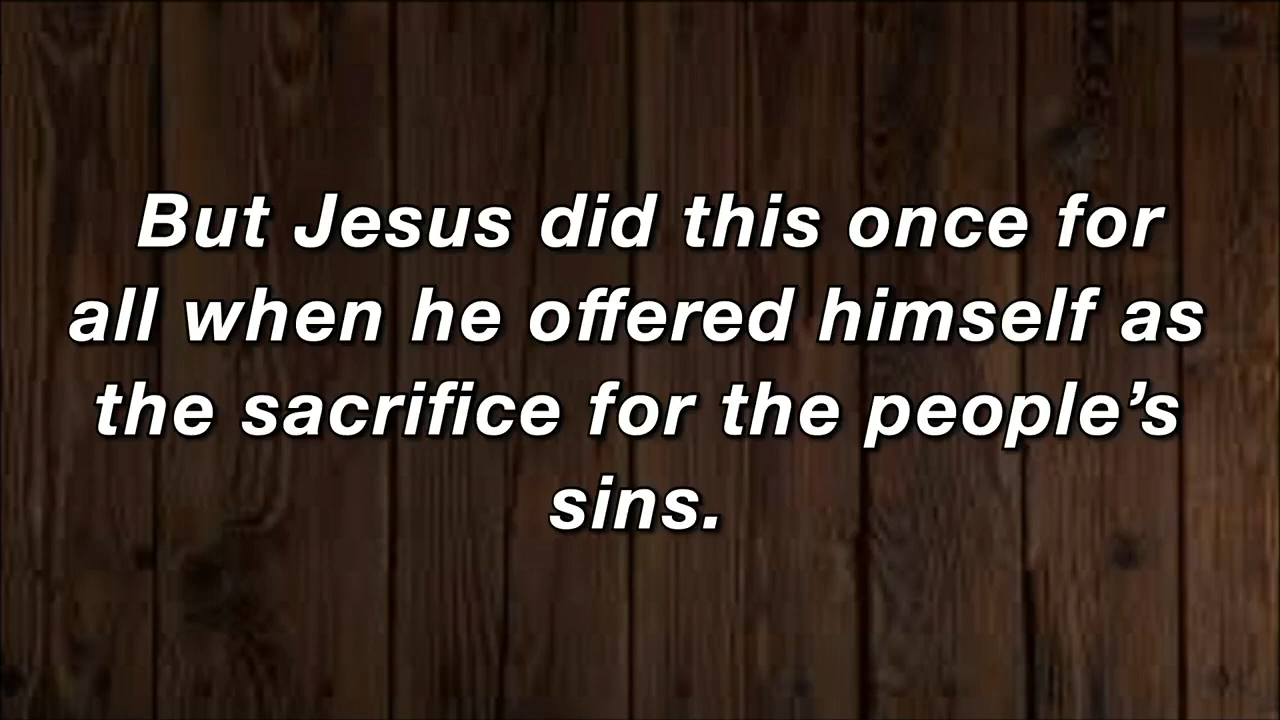 But Jesus did this once for
all when he offered himself as
the sacrifice for the people’s
sins.